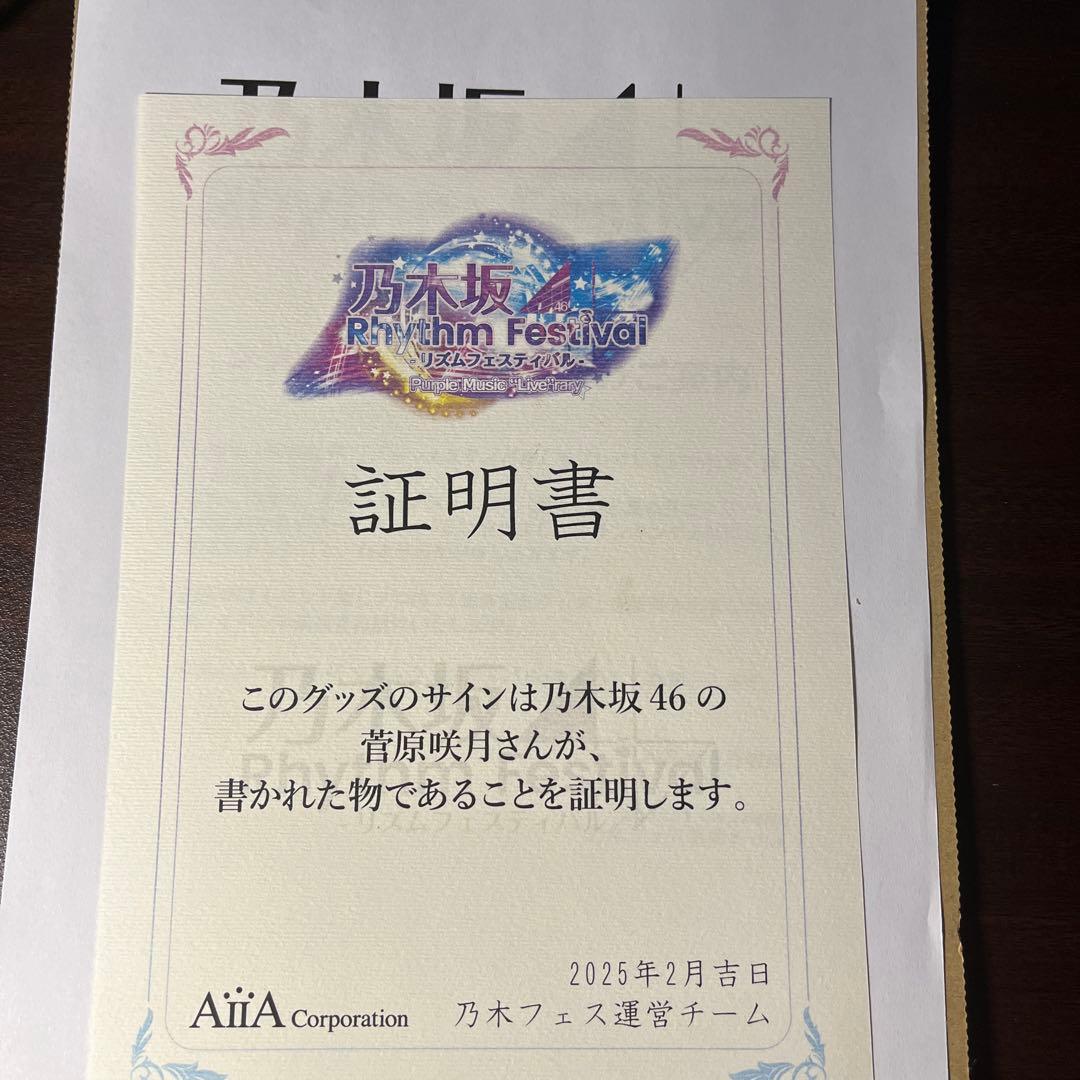 乃木坂46
Rhythm Festival
-リズムフェスティバル-
Purple Music "Live"rary
証明書
このグッズのサインは乃木坂46の
菅原咲月さんが、
書かれた物であることを証明します。
2025年2月吉日
AiiA Corporation 乃木フェス運営チーム